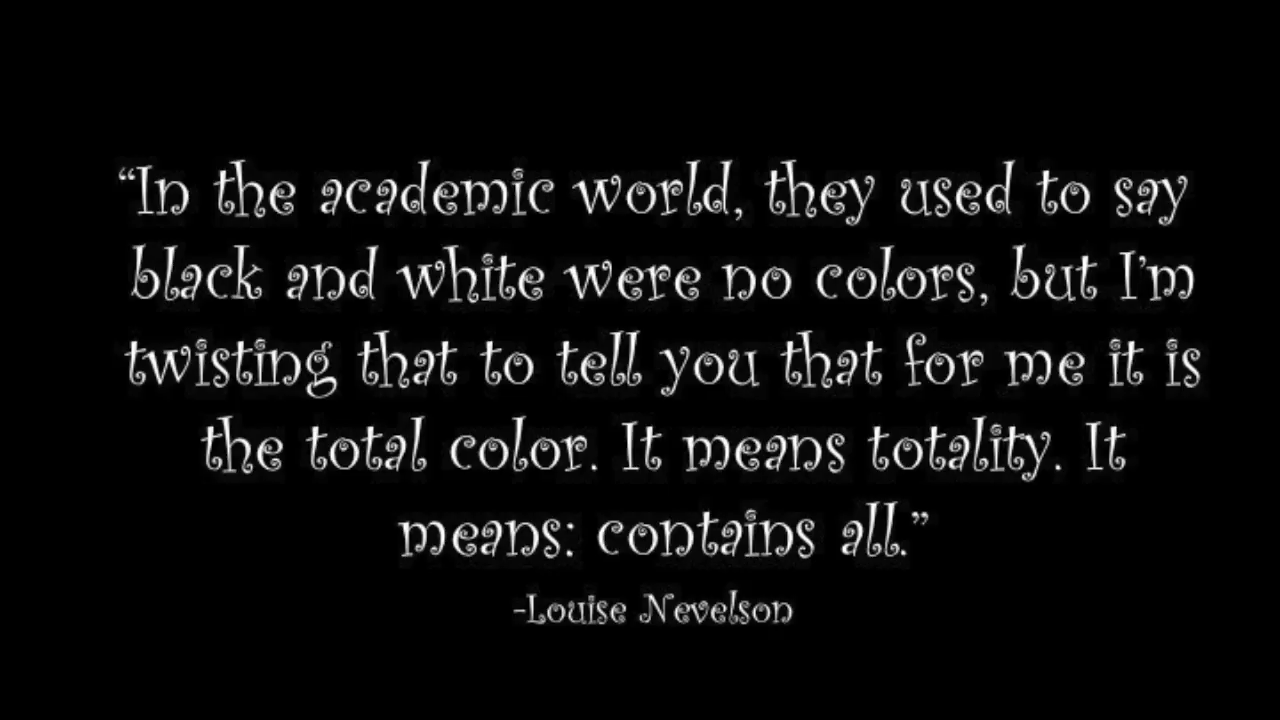 “In the academic world, they used to say
black and white were no colors, but I’m
twisting that to tell you that for me it is
the total color. It means totality. It
means: contains all.”
-Louise Nevelson